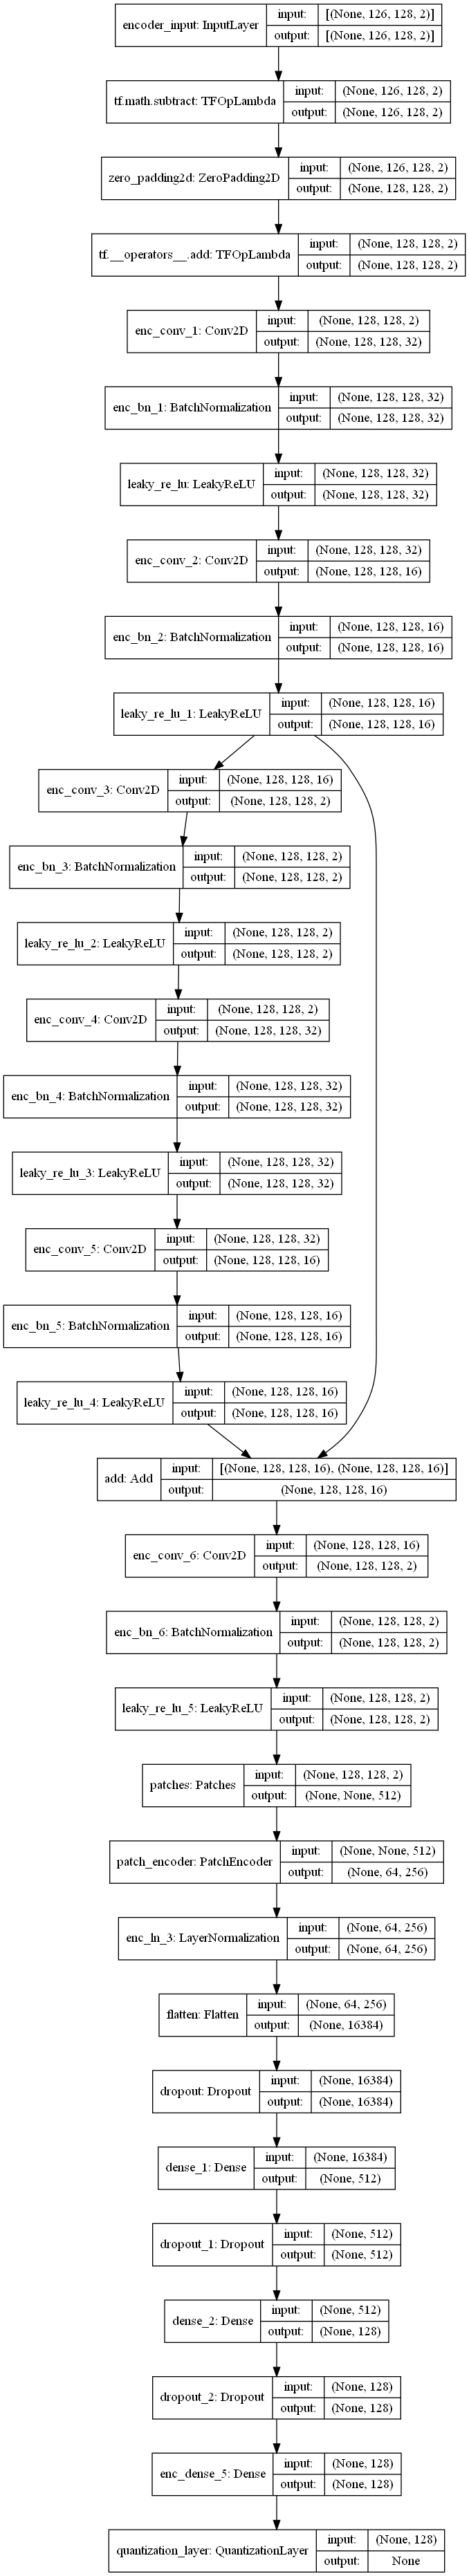 encoder_input: InputLayer
input: [(None, 126, 128, 2)]
output: [(None, 126, 128, 2)]
tf.math.subtract: TFOpLambda
input: (None, 126, 128, 2)
output: (None, 126, 128, 2)
zero_padding2d: ZeroPadding2D
input: (None, 126, 128, 2)
output: (None, 128, 128, 2)
tf.__operators__.add: TFOpLambda
input: (None, 128, 128, 2)
output: (None, 128, 128, 2)
enc_conv_1: Conv2D
input: (None, 128, 128, 2)
output: (None, 128, 128, 32)
enc_bn_1: BatchNormalization
input: (None, 128, 128, 32)
output: (None, 128, 128, 32)
leaky_re_lu: LeakyReLU
input: (None, 128, 128, 32)
output: (None, 128, 128, 32)
enc_conv_2: Conv2D
input: (None, 128, 128, 32)
output: (None, 128, 128, 16)
enc_bn_2: BatchNormalization
input: (None, 128, 128, 16)
output: (None, 128, 128, 16)
leaky_re_lu_1: LeakyReLU
input: (None, 128, 128, 16)
output: (None, 128, 128, 16)
enc_conv_3: Conv2D
input: (None, 128, 128, 16)
output: (None, 128, 128, 2)
enc_bn_3: BatchNormalization
input: (None, 128, 128, 2)
output: (None, 128, 128, 2)
leaky_re_lu_2: LeakyReLU
input: (None, 128, 128, 2)
output: (None, 128, 128, 2)
enc_conv_4: Conv2D
input: (None, 128, 128, 2)
output: (None, 128, 128, 32)
enc_bn_4: BatchNormalization
input: (None, 128, 128, 32)
output: (None, 128, 128, 32)
leaky_re_lu_3: LeakyReLU
input: (None, 128, 128, 32)
output: (None, 128, 128, 32)
enc_conv_5: Conv2D
input: (None, 128, 128, 32)
output: (None, 128, 128, 16)
enc_bn_5: BatchNormalization
input: (None, 128, 128, 16)
output: (None, 128, 128, 16)
leaky_re_lu_4: LeakyReLU
input: (None, 128, 128, 16)
output: (None, 128, 128, 16)
add: Add
input: [(None, 128, 128, 16), (None, 128, 128, 16)]
output: (None, 128, 128, 16)
enc_conv_6: Conv2D
input: (None, 128, 128, 16)
output: (None, 128, 128, 2)
enc_bn_6: BatchNormalization
input: (None, 128, 128, 2)
output: (None, 128, 128, 2)
leaky_re_lu_5: LeakyReLU
input: (None, 128, 128, 2)
output: (None, 128, 128, 2)
patches: Patches
input: (None, 128, 128, 2)
output: (None, None, 512)
patch_encoder: PatchEncoder
input: (None, None, 512)
output: (None, 64, 256)
enc_ln_3: LayerNormalization
input: (None, 64, 256)
output: (None, 64, 256)
flatten: Flatten
input: (None, 64, 256)
output: (None, 16384)
dropout: Dropout
input: (None, 16384)
output: (None, 16384)
dense_1: Dense
input: (None, 16384)
output: (None, 512)
dropout_1: Dropout
input: (None, 512)
output: (None, 512)
dense_2: Dense
input: (None, 512)
output: (None, 128)
dropout_2: Dropout
input: (None, 128)
output: (None, 128)
enc_dense_5: Dense
input: (None, 128)
output: (None, 128)
quantization_layer: QuantizationLayer
input: (None, 128)
output: None